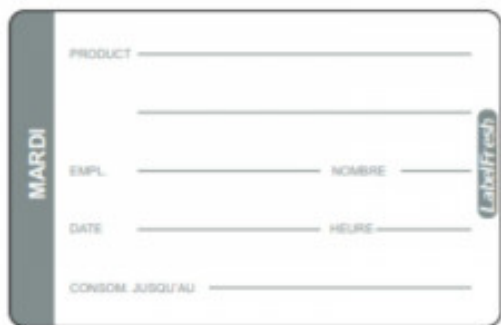 MARDI
PRODUCT
EMPL. NOMBRE
DATE HEURE
CONSOM. JUSQU'AU
Labelfresh